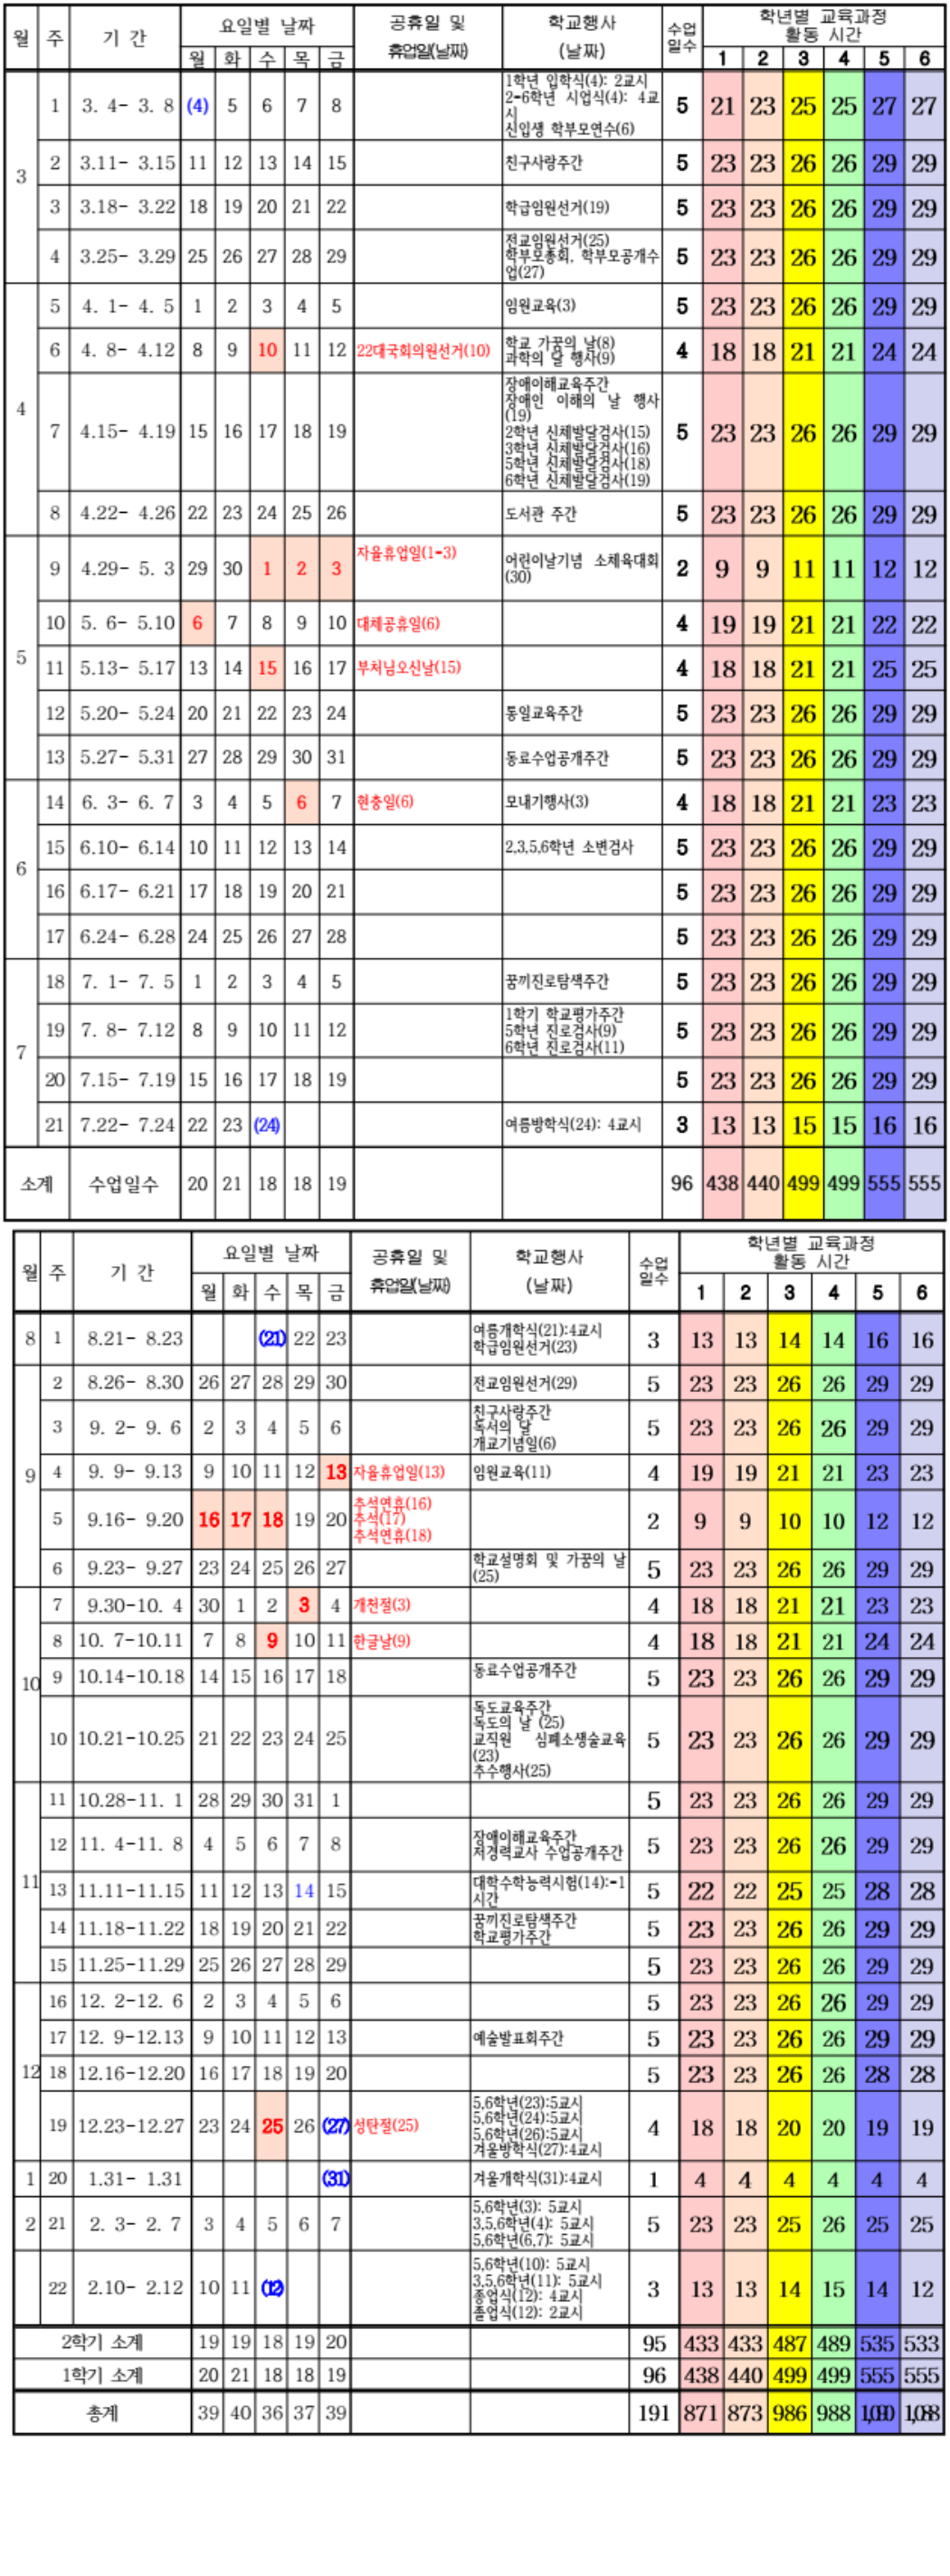 월 주 기 간 요일별 날짜 공휴일 및 학교행사 수업 학년별 교육과정
휴업일(날짜) (날짜) 일수 활동 시간
월 화 수 목 금 1 2 3 4 5 6
3 1 3. 4- 3. 8 (4) 5 6 7 8 1학년 입학식(4): 2교시
2-6학년 시업식(4): 4교
시
신입생 학부모연수(6) 5 21 23 25 25 27 27
2 3.11- 3.15 11 12 13 14 15 친구사랑주간 5 23 23 26 26 29 29
3 3.18- 3.22 18 19 20 21 22 학급임원선거(19) 5 23 23 26 26 29 29
4 3.25- 3.29 25 26 27 28 29 전교임원선거(25)
학부모총회, 학부모공개수
업(27) 5 23 23 26 26 29 29
4 5 4. 1- 4. 5 1 2 3 4 5 임원교육(3) 5 23 23 26 26 29 29
6 4. 8- 4.12 8 9 10 11 12 22대국회의원선거(10) 학교 가꿈의 날(8)
과학의 달 행사(9) 4 18 18 21 21 24 24
7 4.15- 4.19 15 16 17 18 19 장애이해교육주간
장애인 이해의 날 행사
(19)
2학년 신체발달검사(15)
3학년 신체발달검사(16)
5학년 신체발달검사(18)
6학년 신체발달검사(19) 5 23 23 26 26 29 29
8 4.22- 4.26 22 23 24 25 26 도서관 주간 5 23 23 26 26 29 29
5 9 4.29- 5. 3 29 30 1 2 3 자율휴업일(1-3) 어린이날기념 소체육대회
(30) 2 9 9 11 11 12 12
10 5. 6- 5.10 6 7 8 9 10 대체공휴일(6) 4 19 19 21 21 22 22
11 5.13- 5.17 13 14 15 16 17 부처님오신날(15) 4 18 18 21 21 25 25
12 5.20- 5.24 20 21 22 23 24 통일교육주간 5 23 23 26 26 29 29
13 5.27- 5.31 27 28 29 30 31 동료수업공개주간 5 23 23 26 26 29 29
6 14 6. 3- 6. 7 3 4 5 6 7 현충일(6) 모내기행사(3) 4 18 18 21 21 23 23
15 6.10- 6.14 10 11 12 13 14 2,3,5,6학년 소변검사 5 23 23 26 26 29 29
16 6.17- 6.21 17 18 19 20 21 5 23 23 26 26 29 29
17 6.24- 6.28 24 25 26 27 28 5 23 23 26 26 29 29
7 18 7. 1- 7. 5 1 2 3 4 5 꿈끼진로탐색주간 5 23 23 26 26 29 29
19 7. 8- 7.12 8 9 10 11 12 1학기 학교평가주간
5학년 진로검사(9)
6학년 진로검사(11) 5 23 23 26 26 29 29
20 7.15- 7.19 15 16 17 18 19 5 23 23 26 26 29 29
21 7.22- 7.24 22 23 (24) 여름방학식(24): 4교시 3 13 13 15 15 16 16
소계 수업일수 20 21 18 18 19 96 438 440 499 499 555 555
월 주 기 간 요일별 날짜 공휴일 및 학교행사 수업 학년별 교육과정
휴업일(날짜) (날짜) 일수 활동 시간
월 화 수 목 금 1 2 3 4 5 6
8 1 8.21- 8.23 (21) 22 23 여름개학식(21):4교시
학급임원선거(23) 3 13 13 14 14 16 16
9 2 8.26- 8.30 26 27 28 29 30 전교임원선거(29) 5 23 23 26 26 29 29
3 9. 2- 9. 6 2 3 4 5 6 친구사랑주간
독서의 달
개교기념일(6) 5 23 23 26 26 29 29
4 9. 9- 9.13 9 10 11 12 13 자율휴업일(13) 임원교육(11) 4 19 19 21 21 23 23
5 9.16- 9.20 16 17 18 19 20 추석연휴(16)
추석(17)
추석연휴(18) 2 9 9 10 10 12 12
6 9.23- 9.27 23 24 25 26 27 학교설명회 및 가꿈의 날
(25) 5 23 23 26 26 29 29
10 7 9.30-10. 4 30 1 2 3 4 개천절(3) 4 18 18 21 21 23 23
8 10. 7-10.11 7 8 9 10 11 한글날(9) 4 18 18 21 21 24 24
9 10.14-10.18 14 15 16 17 18 동료수업공개주간 5 23 23 26 26 29 29
10 10.21-10.25 21 22 23 24 25 독도교육주간
독도의 날 (25)
교직원 심폐소생술교육
(23)
추수행사(25) 5 23 23 26 26 29 29
11 11 10.28-11. 1 28 29 30 31 1 5 23 23 26 26 29 29
12 11. 4-11. 8 4 5 6 7 8 장애이해교육주간
저경력교사 수업공개주간 5 23 23 26 26 29 29
13 11.11-11.15 11 12 13 14 15 대학수학능력시험(14):-1
시간 5 22 22 25 25 28 28
14 11.18-11.22 18 19 20 21 22 꿈끼진로탐색주간
학교평가주간 5 23 23 26 26 29 29
15 11.25-11.29 25 26 27 28 29 5 23 23 26 26 29 29
12 16 12. 2-12. 6 2 3 4 5 6 5 23 23 26 26 29 29
17 12. 9-12.13 9 10 11 12 13 예술발표회주간 5 23 23 26 26 29 29
18 12.16-12.20 16 17 18 19 20 5 23 23 26 26 28 28
19 12.23-12.27 23 24 25 26 (27) 성탄절(25) 5,6학년(23):5교시
5,6학년(24):5교시
5,6학년(26):5교시
겨울방학식(27):4교시 4 18 18 20 20 19 19
1 20 1.31- 1.31 (31) 겨울개학식(31):4교시 1 4 4 4 4 4 4
2 21 2. 3- 2. 7 3 4 5 6 7 5,6학년(3): 5교시
3,5,6학년(4): 5교시
5,6학년(6,7): 5교시 5 23 23 25 26 25 25
22 2.10- 2.12 10 11 (12) 5,6학년(10): 5교시
3,5,6학년(11): 5교시
종업식(12): 4교시
졸업식(12): 2교시 3 13 13 14 15 14 12
2학기 소계 19 19 18 19 20 95 433 433 487 489 535 533
1학기 소계 20 21 18 18 19 96 438 440 499 499 555 555
총계 39 40 36 37 39 191 871 873 986 988 1,090 1,088